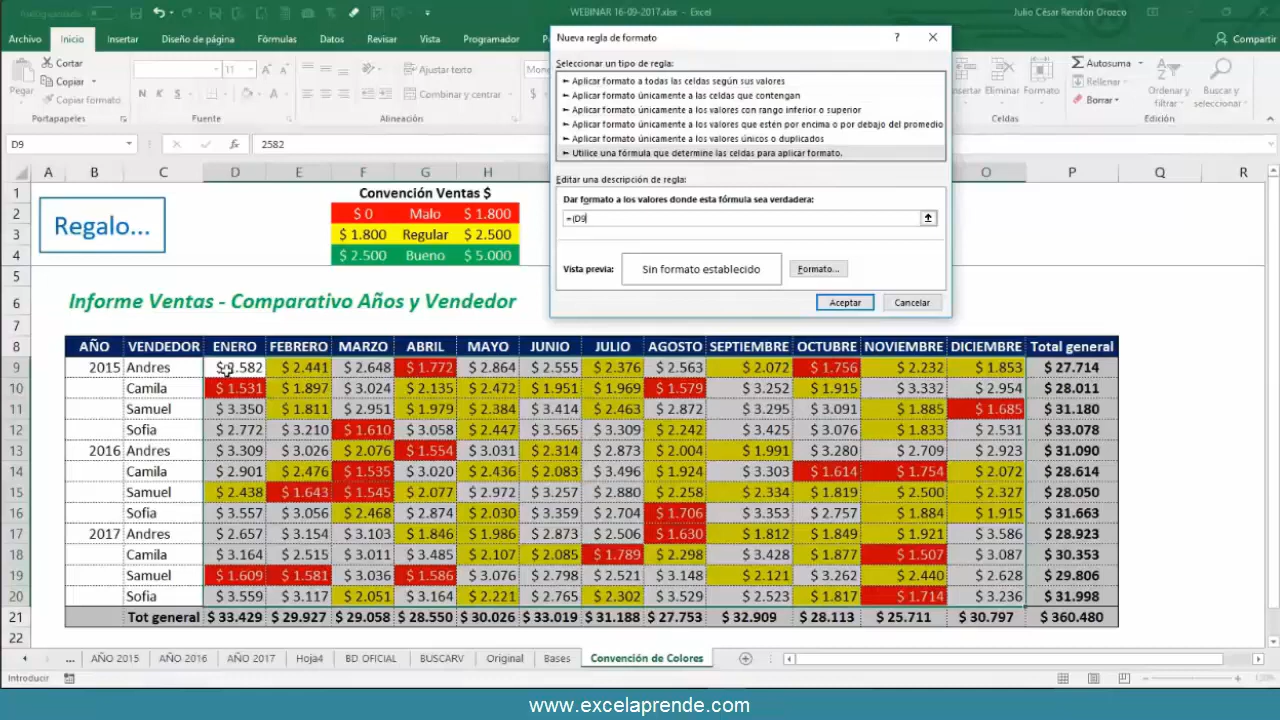 WEBINAR 16-09-2017.xlsx - Excel
Julio César Rendón Orozco
Archivo Inicio Insertar Diseño de página Fórmulas Datos Revisar Vista Programador
Compartir
Cortar
Copiar
Copiar formato
Pegar
Portapapeles
11
N K S
Fuente
Ajustar texto
Combinar y centrar
Alineación
Insertar Eliminar Formato
Celdas
Autosuma
Rellenar
Borrar
Ordenar y filtrar
Buscar y seleccionar
Edición
D9 fx 2582
Nueva regla de formato
Seleccionar un tipo de regla:
► Aplicar formato a todas las celdas según sus valores
► Aplicar formato únicamente a las celdas que contengan
► Aplicar formato únicamente a los valores con rango inferior o superior
► Aplicar formato únicamente a los valores que estén por encima o por debajo del promedio
► Aplicar formato únicamente a los valores únicos o duplicados
► Utilice una fórmula que determine las celdas para aplicar formato.
Editar una descripción de regla:
Dar formato a los valores donde esta fórmula sea verdadera:
=(D9
Vista previa: Sin formato establecido Formato...
Aceptar Cancelar
A B C D E F G H O P Q R
1 Convención Ventas $
2 $ 0 Malo $ 1.800
3 $ 1.800 Regular $ 2.500
4 $ 2.500 Bueno $ 5.000
Regalo...
5
6 Informe Ventas - Comparativo Años y Vendedor
7
8 AÑO VENDEDOR ENERO FEBRERO MARZO ABRIL MAYO JUNIO JULIO AGOSTO SEPTIEMBRE OCTUBRE NOVIEMBRE DICIEMBRE Total general
9 2015 Andres $ 2.582 $ 2.441 $ 2.648 $ 1.772 $ 2.864 $ 2.555 $ 2.376 $ 2.563 $ 2.072 $ 1.756 $ 2.232 $ 1.853 $ 27.714
10 Camila $ 1.531 $ 1.897 $ 3.024 $ 2.135 $ 2.472 $ 1.951 $ 1.969 $ 1.579 $ 3.252 $ 1.915 $ 3.332 $ 2.954 $ 28.011
11 Samuel $ 3.350 $ 1.811 $ 2.951 $ 1.979 $ 2.384 $ 3.414 $ 2.463 $ 2.872 $ 3.295 $ 3.091 $ 1.885 $ 1.685 $ 31.180
12 Sofia $ 2.772 $ 3.210 $ 1.610 $ 3.058 $ 2.447 $ 3.565 $ 3.309 $ 2.242 $ 3.425 $ 3.076 $ 1.833 $ 2.531 $ 33.078
13 2016 Andres $ 3.309 $ 3.026 $ 2.076 $ 1.554 $ 3.031 $ 2.314 $ 2.873 $ 2.004 $ 1.991 $ 3.280 $ 2.709 $ 2.923 $ 31.090
14 Camila $ 2.901 $ 2.476 $ 1.535 $ 3.020 $ 2.436 $ 2.083 $ 3.496 $ 1.924 $ 3.303 $ 1.614 $ 1.754 $ 2.072 $ 28.614
15 Samuel $ 2.438 $ 1.643 $ 1.545 $ 2.077 $ 2.972 $ 3.257 $ 2.880 $ 2.258 $ 2.334 $ 1.819 $ 2.500 $ 2.327 $ 28.050
16 Sofia $ 3.557 $ 3.056 $ 2.468 $ 2.874 $ 2.030 $ 3.359 $ 2.704 $ 1.706 $ 3.353 $ 2.757 $ 1.884 $ 1.915 $ 31.663
17 2017 Andres $ 2.657 $ 3.154 $ 3.103 $ 1.846 $ 1.986 $ 2.873 $ 2.506 $ 1.630 $ 1.812 $ 1.849 $ 1.921 $ 3.586 $ 28.923
18 Camila $ 3.164 $ 2.515 $ 3.011 $ 3.485 $ 2.107 $ 2.085 $ 1.789 $ 2.298 $ 3.428 $ 1.877 $ 1.507 $ 3.087 $ 30.353
19 Samuel $ 1.609 $ 1.581 $ 3.036 $ 1.586 $ 3.076 $ 2.798 $ 2.521 $ 3.148 $ 2.121 $ 3.262 $ 2.440 $ 2.628 $ 29.806
20 Sofia $ 3.559 $ 3.117 $ 2.051 $ 3.164 $ 2.221 $ 2.765 $ 2.302 $ 3.529 $ 2.523 $ 1.817 $ 1.714 $ 3.236 $ 31.998
21 Tot general $ 33.429 $ 29.927 $ 29.058 $ 28.550 $ 30.026 $ 33.019 $ 31.188 $ 27.753 $ 32.909 $ 28.113 $ 25.711 $ 30.797 $ 360.480
22
... AÑO 2015 AÑO 2016 AÑO 2017 Hoja4 BD OFICIAL BUSCARV Original Bases Convención de Colores
Introducir
www.excelaprende.com